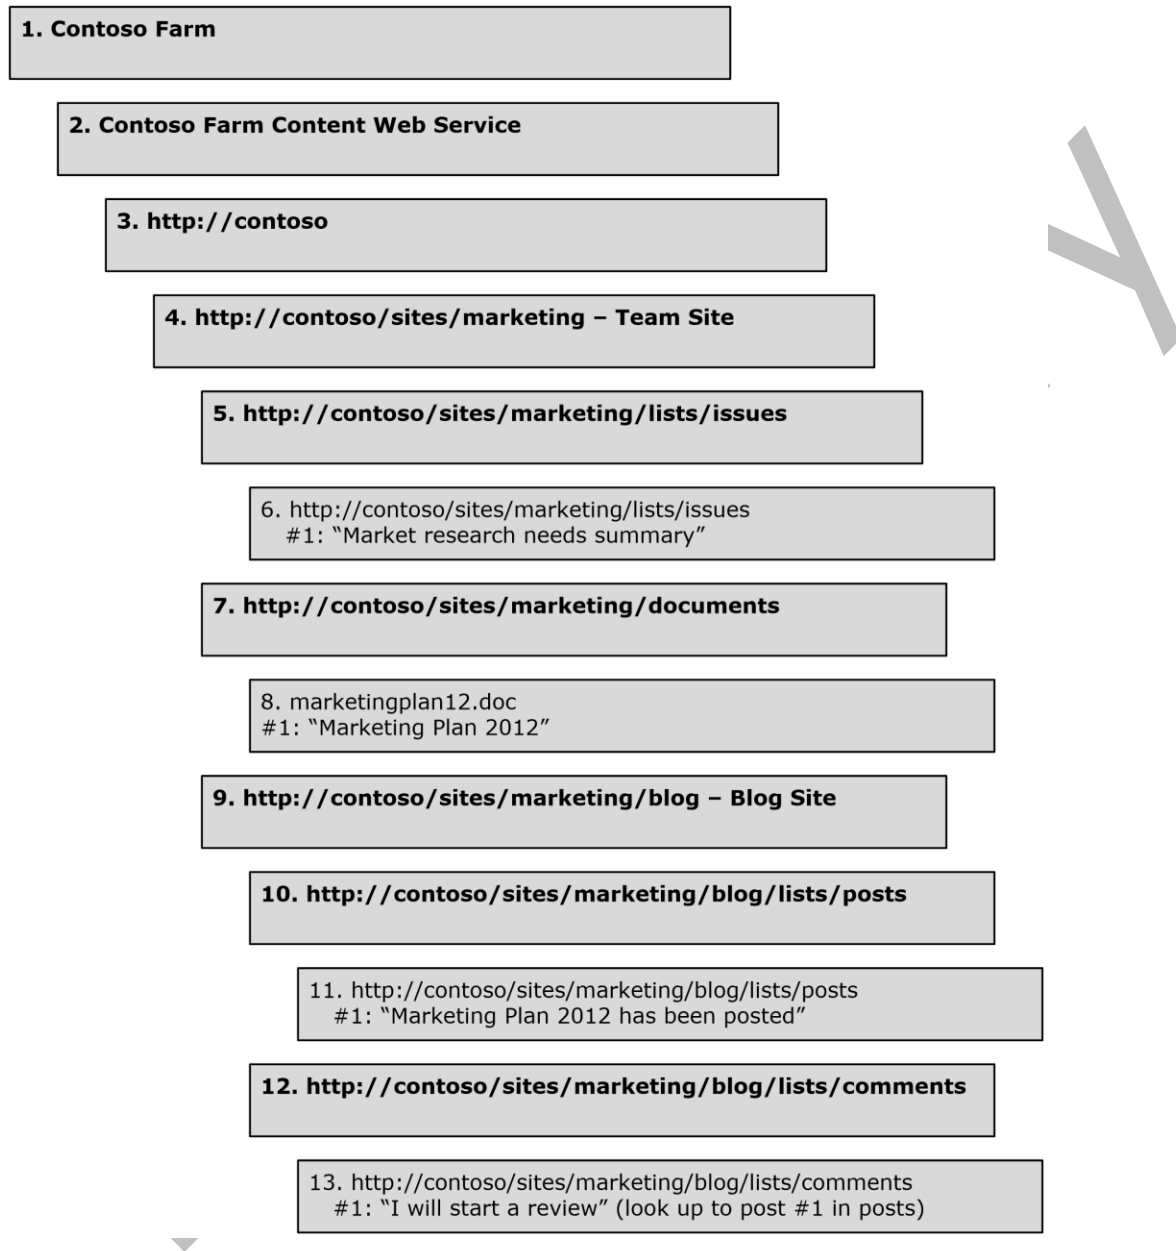 1. Contoso Farm
2. Contoso Farm Content Web Service
3. http://contoso
4. http://contoso/sites/marketing – Team Site
5. http://contoso/sites/marketing/lists/issues
6. http://contoso/sites/marketing/lists/issues
#1: “Market research needs summary”
7. http://contoso/sites/marketing/documents
8. marketingplan12.doc
#1: “Marketing Plan 2012”
9. http://contoso/sites/marketing/blog – Blog Site
10. http://contoso/sites/marketing/blog/lists/posts
11. http://contoso/sites/marketing/blog/lists/posts
#1: “Marketing Plan 2012 has been posted”
12. http://contoso/sites/marketing/blog/lists/comments
13. http://contoso/sites/marketing/blog/lists/comments
#1: “I will start a review” (look up to post #1 in posts)